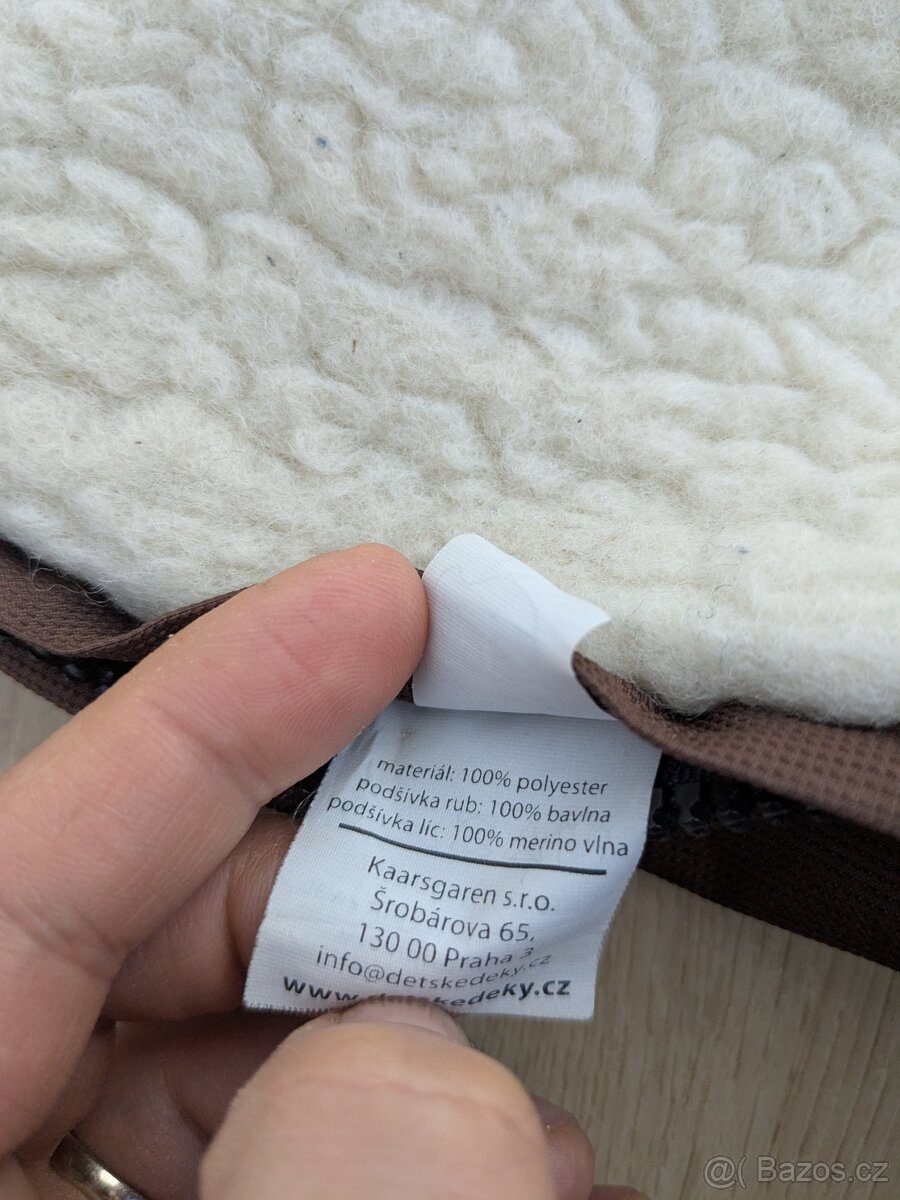 materiál: 100% polyester
podšívka rub: 100% bavlna
podšívka líc: 100% merino vlna
Kaarsgaren s.r.o.
Šrobárova 65,
130 00 Praha 3
info@detskedeky.cz
www.detskedeky.cz
@( Bazos.cz